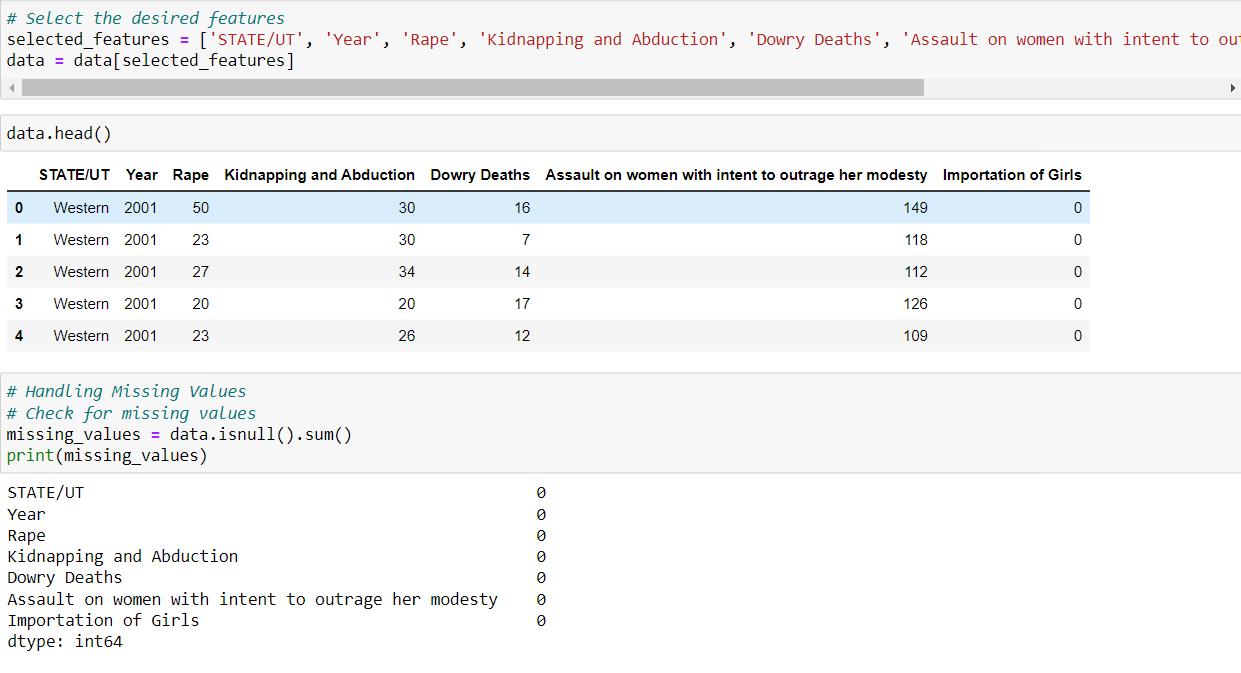 # Select the desired features
selected_features = ['STATE/UT', 'Year', 'Rape', 'Kidnapping and Abduction', 'Dowry Deaths', 'Assault on women with intent to
data = data[selected_features]
data.head()
STATE/UT Year Rape Kidnapping and Abduction Dowry Deaths Assault on women with intent to outrage her modesty Importation of Girls
0 Western 2001 50 30 16 149 0
1 Western 2001 23 30 7 118 0
2 Western 2001 27 34 14 112 0
3 Western 2001 20 20 17 126 0
4 Western 2001 23 26 12 109 0
# Handling Missing Values
# Check for missing values
missing_values = data.isnull().sum()
print(missing_values)
STATE/UT 0
Year 0
Rape 0
Kidnapping and Abduction 0
Dowry Deaths 0
Assault on women with intent to outrage her modesty 0
Importation of Girls 0
dtype: int64